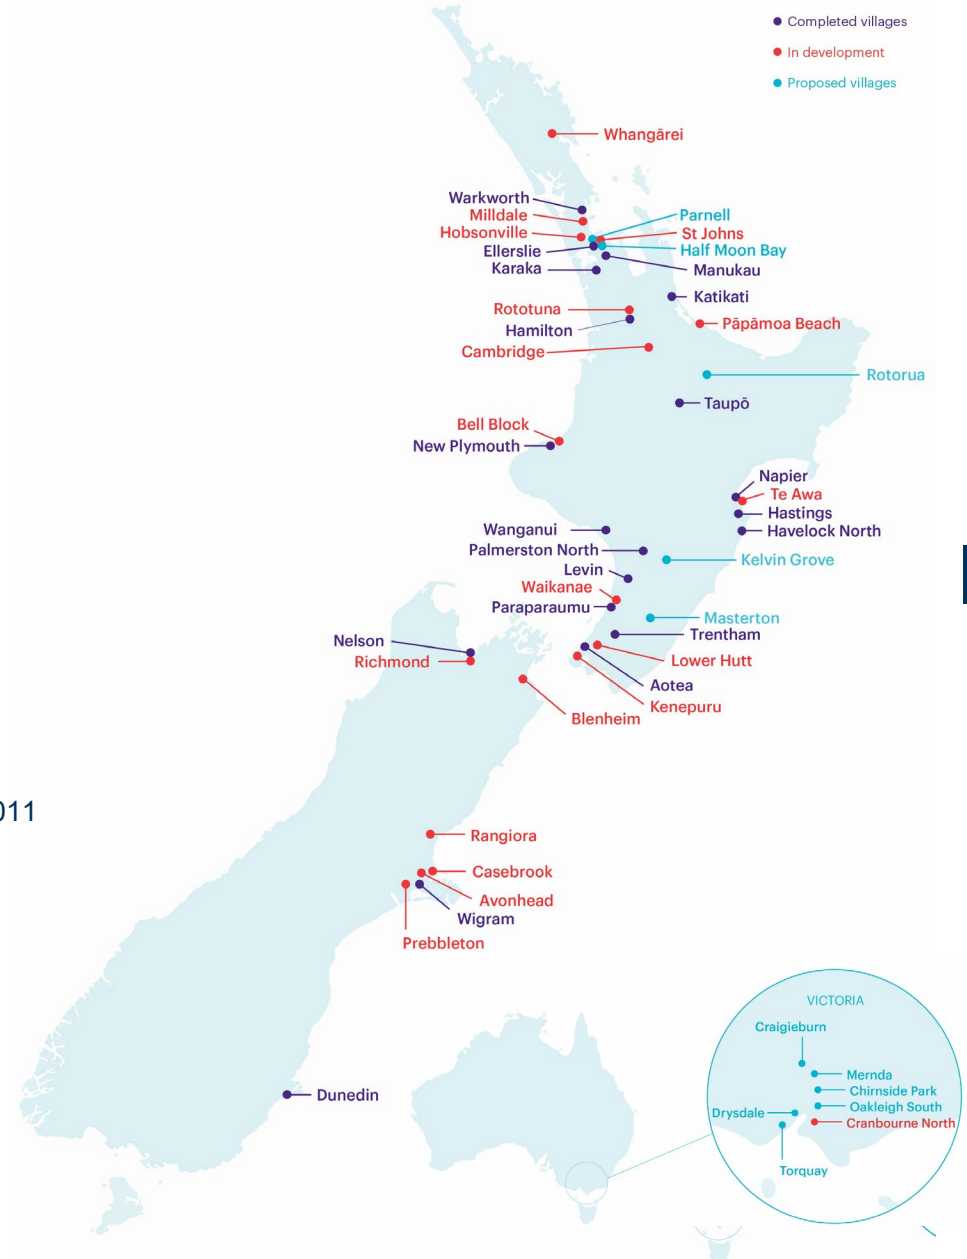 Completed villages
In development
Proposed villages
Whangārei
Warkworth
Milldale
Hobsonville
Ellerslie
Karaka
Parnell
St Johns
Half Moon Bay
Manukau
Katikati
Rototuna
Hamilton
Pāpāmoa Beach
Cambridge
Rotorua
Taupō
Bell Block
New Plymouth
Napier
Te Awa
Hastings
Havelock North
Wanganui
Palmerston North
Kelvin Grove
Levin
Waikanae
Paraparaumu
Masterton
Trentham
Nelson
Richmond
Lower Hutt
Aotea
Kenepuru
Blenheim
011
Rangiora
Casebrook
Avonhead
Wigram
Prebbleton
Dunedin
VICTORIA
Craigieburn
Mernda
Chirnside Park
Oakleigh South
Drysdale
Cranbourne North
Torquay